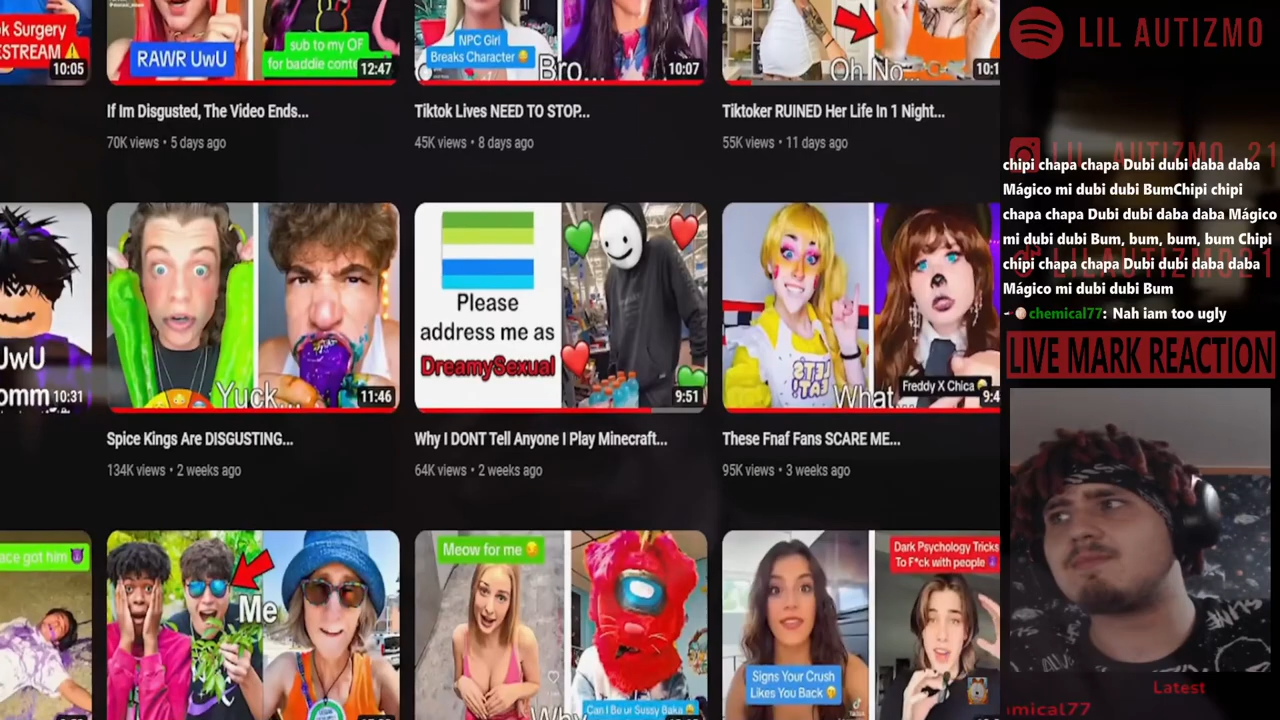 k Surgery
ESTREAM
10:05
RAWR UwU
sub to my OF
for baddie conte
12:47
NPC Girl
Breaks Character
Bro...
10:07
Oh No...
10:1
If Im Disgusted, The Video Ends...
70K views • 5 days ago
Tiktok Lives NEED TO STOP...
45K views • 8 days ago
Tiktoker RUINED Her Life In 1 Night...
55K views • 11 days ago
UwU
omm
10:31
Yuck...
11:46
Please
address me as
DreamySexual
9:51
LET'S
EAT!
What...
Freddy X Chica
9:4
Spice Kings Are DISGUSTING...
134K views • 2 weeks ago
Why I DONT Tell Anyone I Play Minecraft...
64K views • 2 weeks ago
These Fnaf Fans SCARE ME...
95K views • 3 weeks ago
ace got him
Me
Meow for me
Why
Can I Be ur Sussy Baka
Signs Your Crush
Likes You Back
Dark Psychology Tricks
To F*ck with people
LIL AUTIZMO
LIL_AUTIZMO_21
chipi chapa chapa Dubi dubi daba daba
Mágico mi dubi dubi BumChipi chipi
chapa chapa Dubi dubi daba daba Mágico
mi dubi dubi Bum, bum, bum, bum Chipi
chipi chapa chapa Dubi dubi daba daba
Mágico mi dubi dubi Bum
LILAUTIZMO21
chemical77: Nah iam too ugly
LIVE MARK REACTION
Latest
mical77